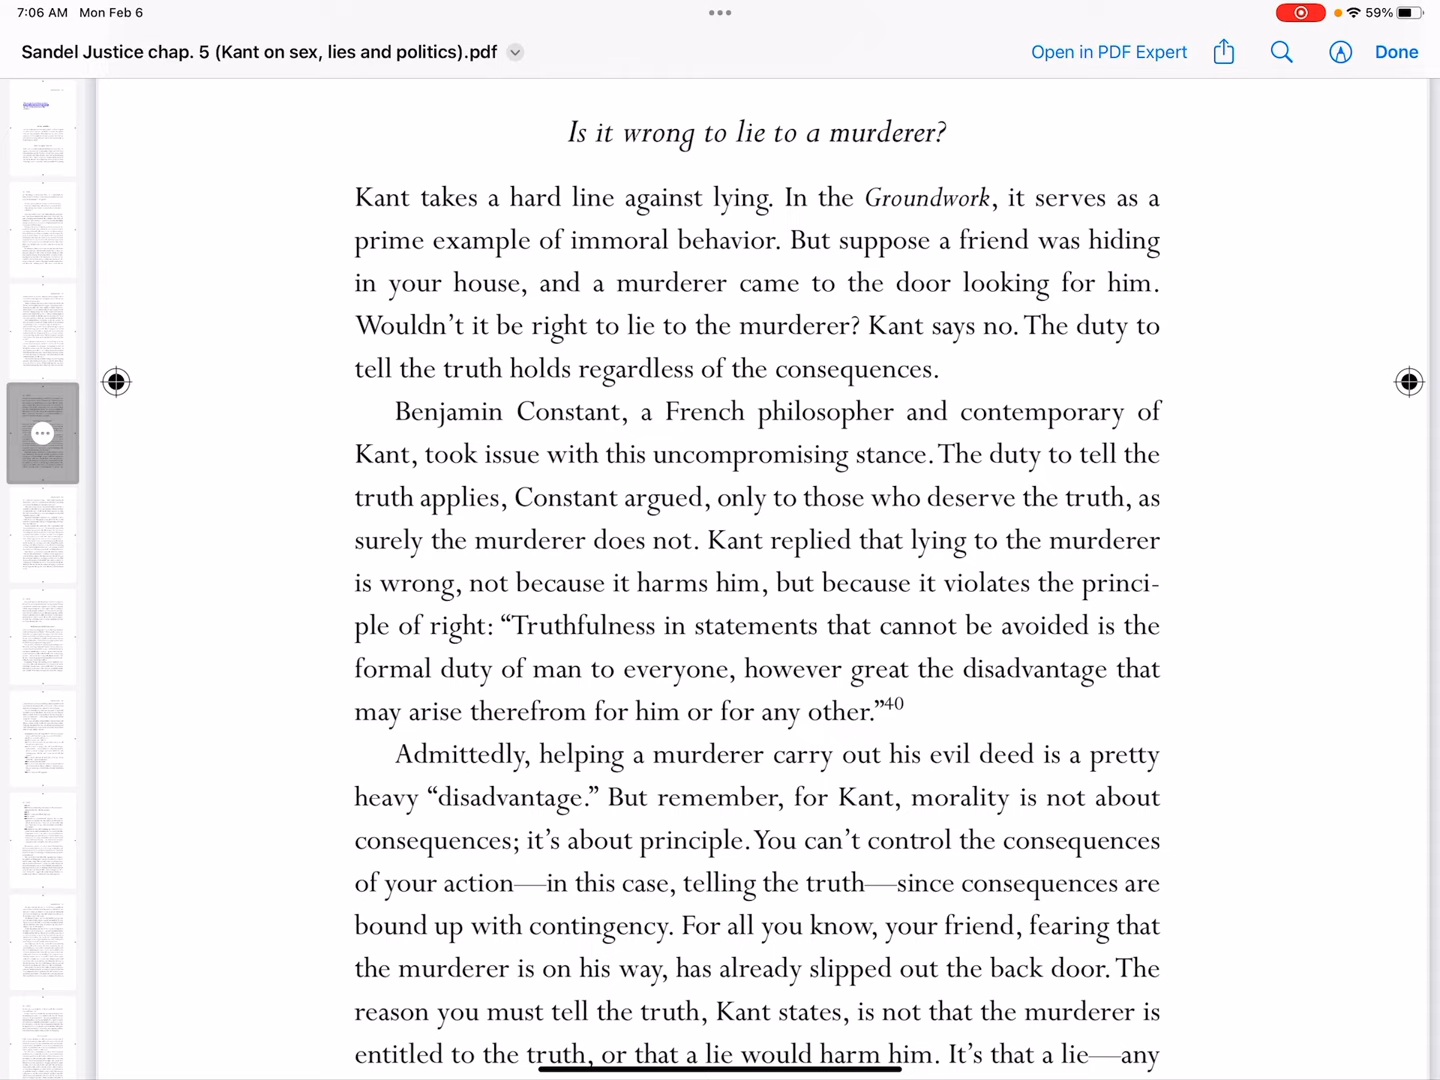 7:06 AM Mon Feb 6
59%
Sandel Justice chap. 5 (Kant on sex, lies and politics).pdf
Open in PDF Expert
Done
Is it wrong to lie to a murderer?
Kant takes a hard line against lying. In the Groundwork, it serves as a
prime example of immoral behavior. But suppose a friend was hiding
in your house, and a murderer came to the door looking for him.
Wouldn’t it be right to lie to the murderer? Kant says no. The duty to
tell the truth holds regardless of the consequences.
Benjamin Constant, a French philosopher and contemporary of
Kant, took issue with this uncompromising stance. The duty to tell the
truth applies, Constant argued, only to those who deserve the truth, as
surely the murderer does not. Kant replied that lying to the murderer
is wrong, not because it harms him, but because it violates the princi-
ple of right: “Truthfulness in statements that cannot be avoided is the
formal duty of man to everyone, however great the disadvantage that
may arise therefrom for him or for any other.”40
Admittedly, helping a murderer carry out his evil deed is a pretty
heavy “disadvantage.” But remember, for Kant, morality is not about
consequences; it’s about principle. You can’t control the consequences
of your action—in this case, telling the truth—since consequences are
bound up with contingency. For all you know, your friend, fearing that
the murderer is on his way, has already slipped out the back door. The
reason you must tell the truth, Kant states, is not that the murderer is
entitled to the truth, or that a lie would harm him. It’s that a lie—any